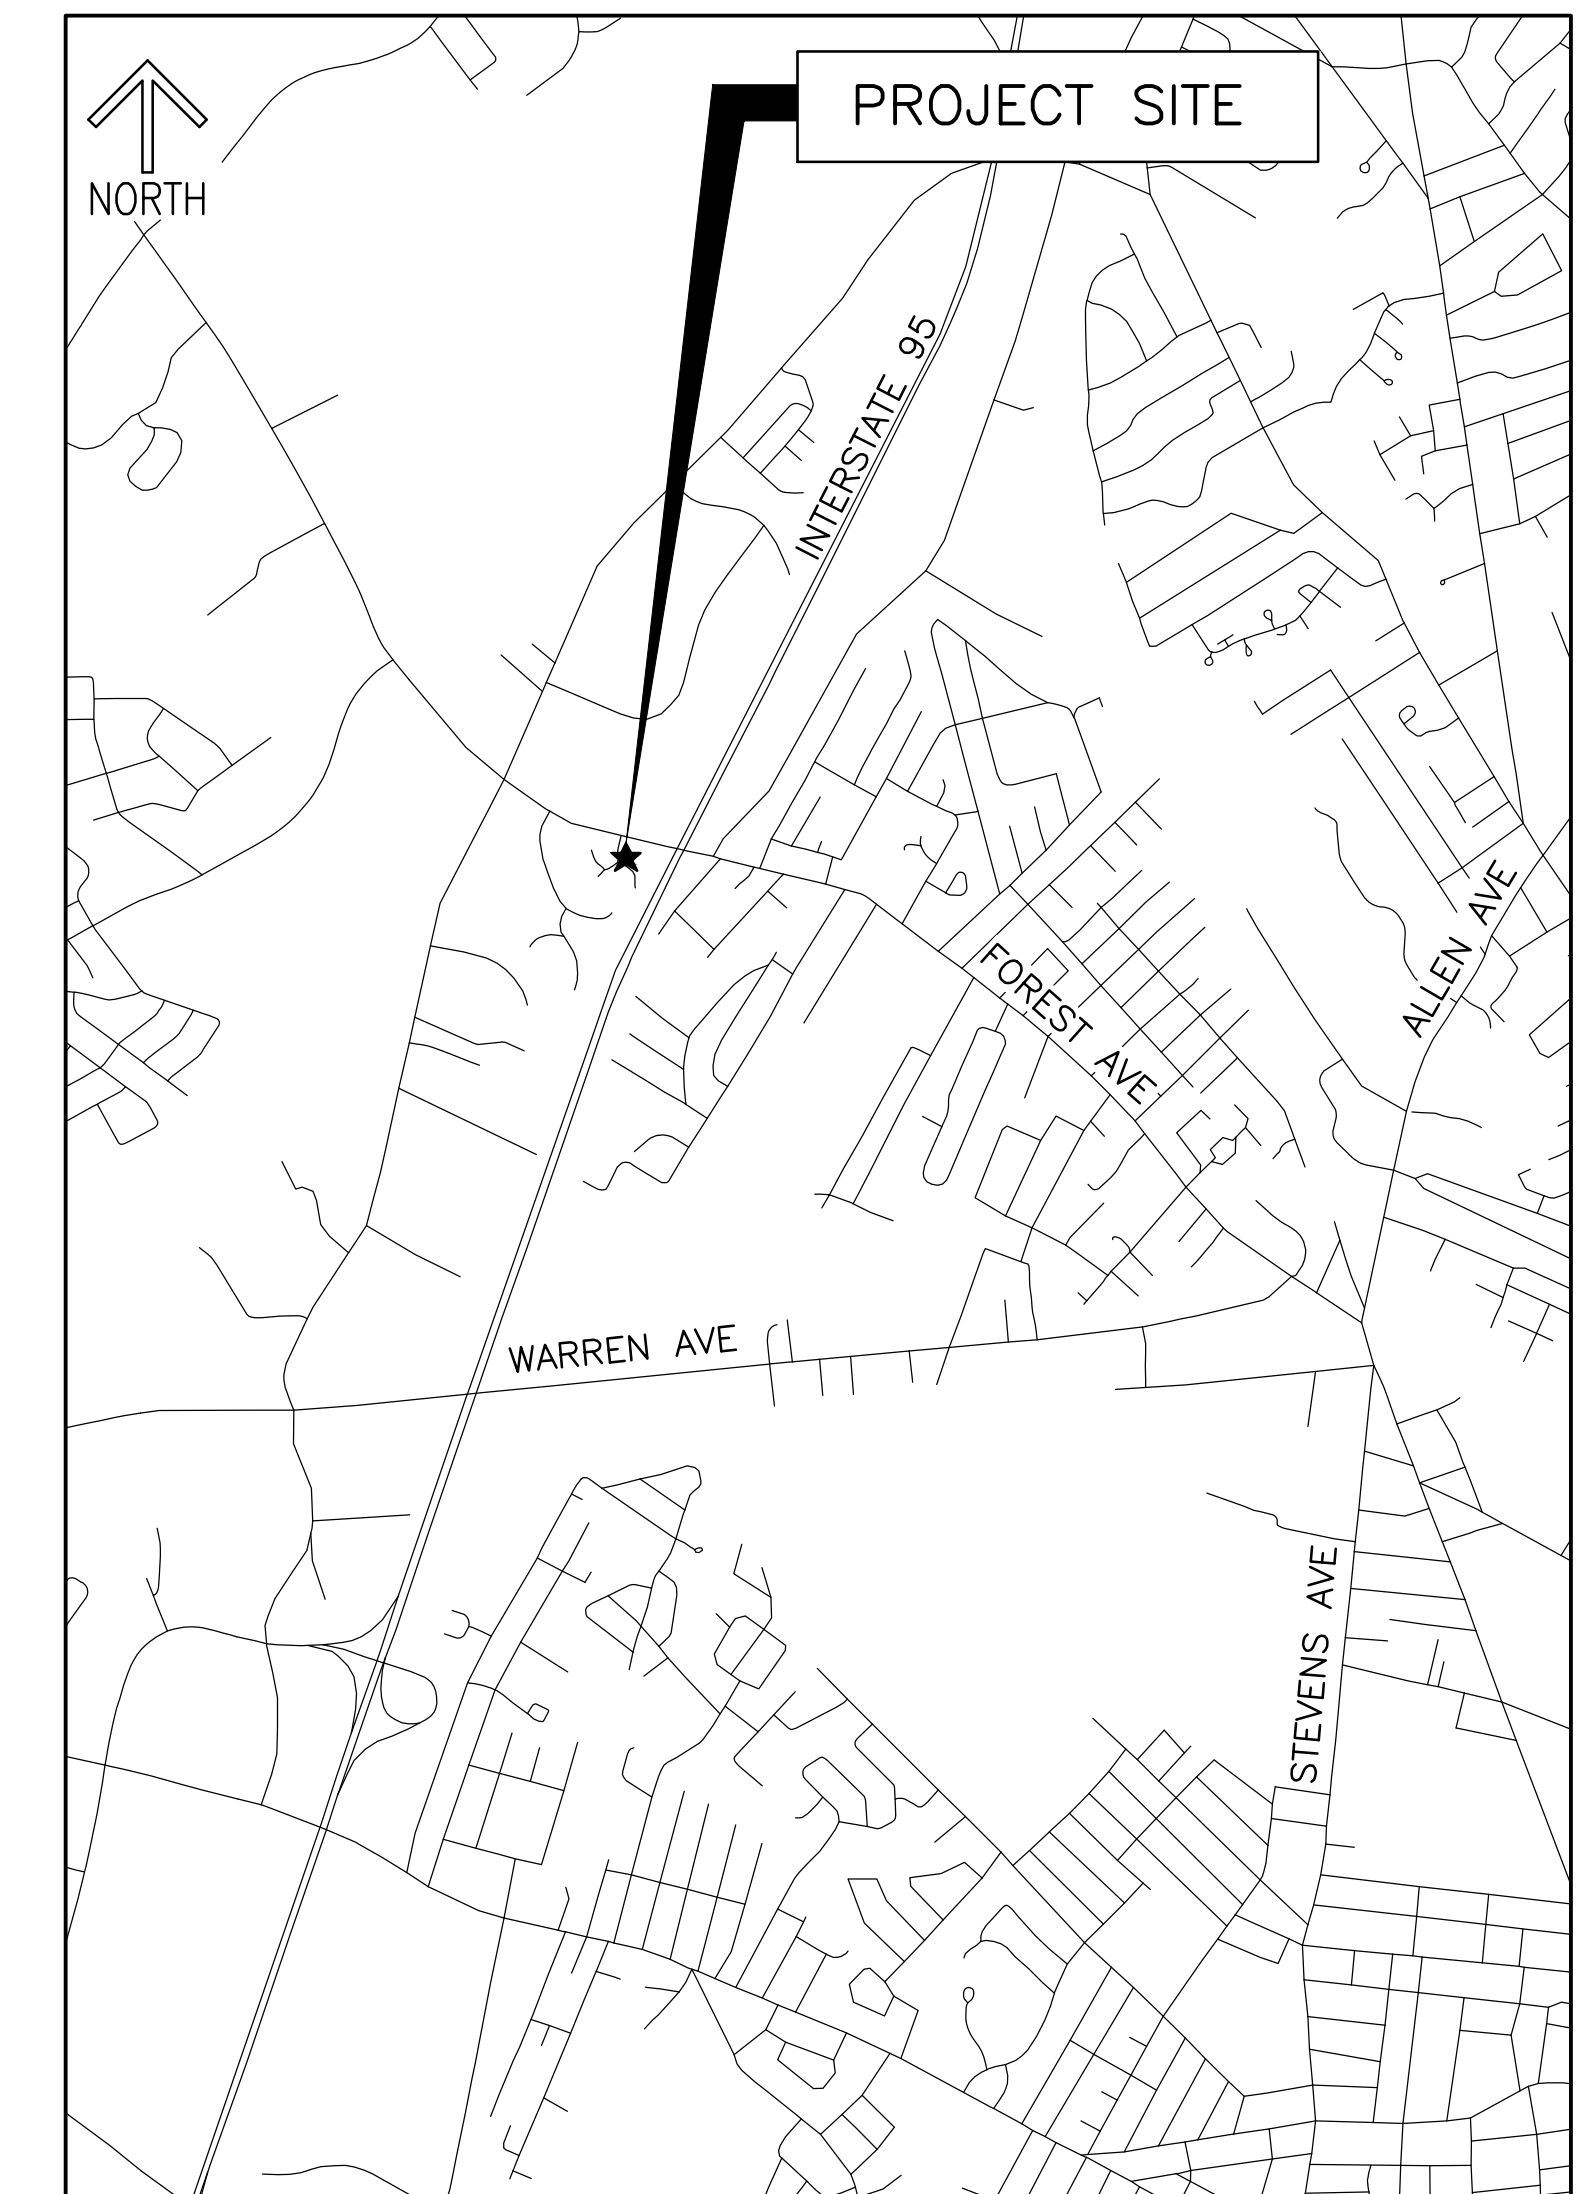 PROJECT SITE
NORTH
INTERSTATE 95
ALLEN AVE
FOREST AVE
WARREN AVE
STEVENS AVE